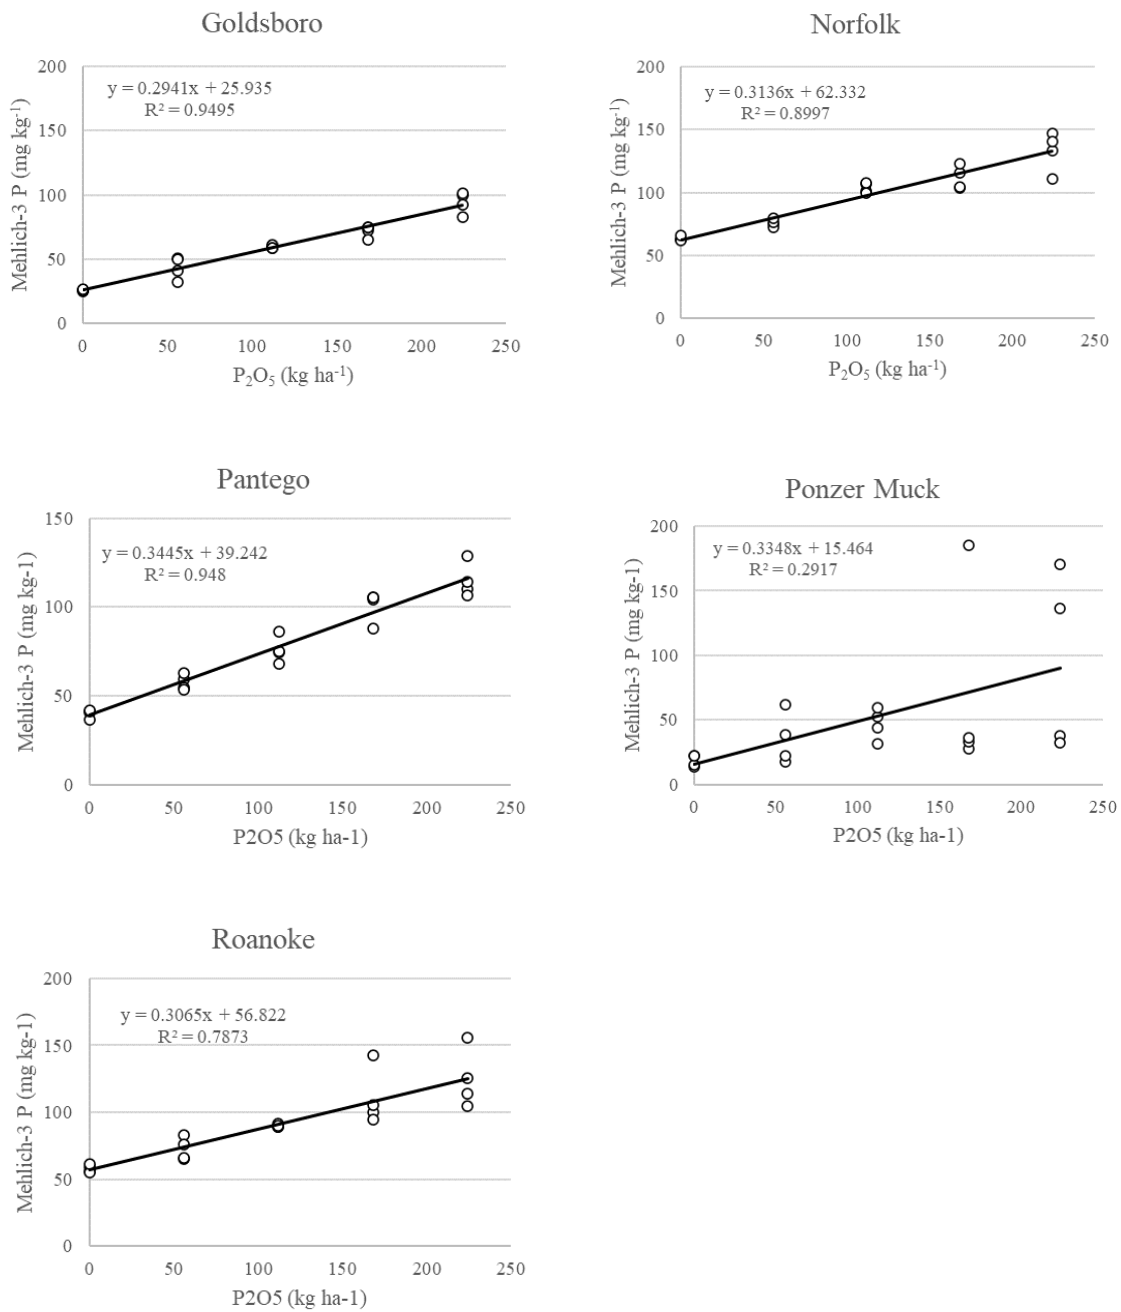 Goldsboro
Mehlich-3 P (mg kg⁻¹)
200
150
100
50
0
y = 0.2941x + 25.935
R² = 0.9495
0 50 100 150 200 250
P₂O₅ (kg ha⁻¹)
Norfolk
Mehlich-3 P (mg kg⁻¹)
200
150
100
50
0
y = 0.3136x + 62.332
R² = 0.8997
0 50 100 150 200 250
P₂O₅ (kg ha⁻¹)
Pantego
Mehlich-3 P (mg kg-1)
150
100
50
0
y = 0.3445x + 39.242
R² = 0.948
0 50 100 150 200 250
P2O5 (kg ha-1)
Ponzer Muck
Mehlich-3 P (mg kg-1)
200
150
100
50
0
y = 0.3348x + 15.464
R² = 0.2917
0 50 100 150 200 250
P2O5 (kg ha-1)
Roanoke
Mehlich-3 P (mg kg-1)
200
150
100
50
0
y = 0.3065x + 56.822
R² = 0.7873
0 50 100 150 200 250
P2O5 (kg ha-1)